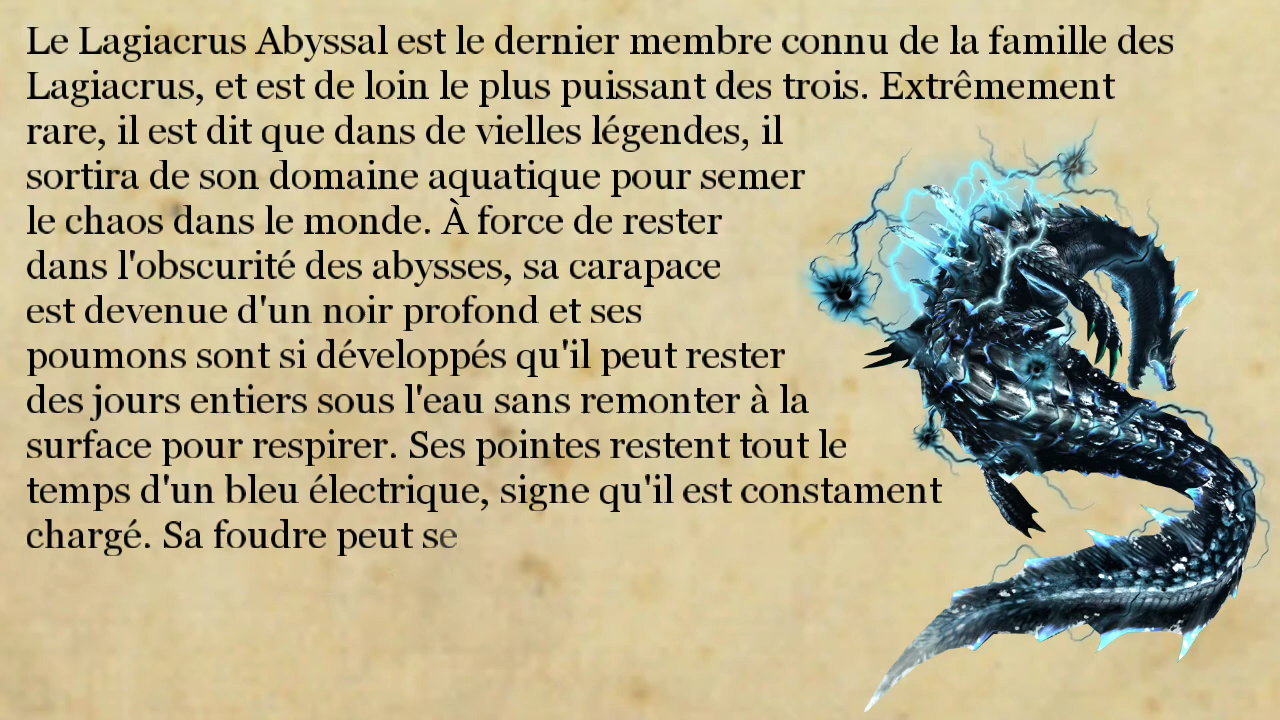 Le Lagiacrus Abyssal est le dernier membre connu de la famille des
Lagiacrus, et est de loin le plus puissant des trois. Extrêmement
rare, il est dit que dans de vielles légendes, il
sortira de son domaine aquatique pour semer
le chaos dans le monde. À force de rester
dans l'obscurité des abysses, sa carapace
est devenue d'un noir profond et ses
poumons sont si développés qu'il peut rester
des jours entiers sous l'eau sans remonter à la
surface pour respirer. Ses pointes restent tout le
temps d'un bleu électrique, signe qu'il est constament
chargé. Sa foudre peut se